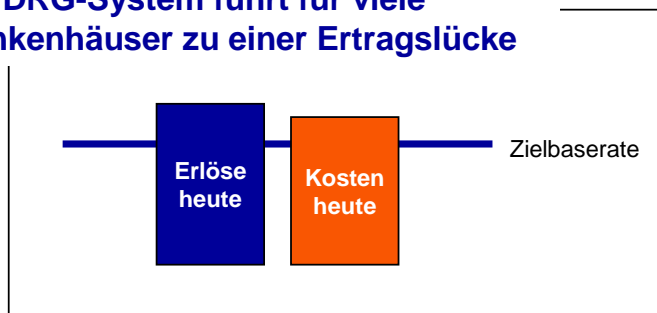 DRG-System führt für viele
nkenhäuser zu einer Ertragslücke
Zielbaserate
Erlöse
heute
Kosten
heute